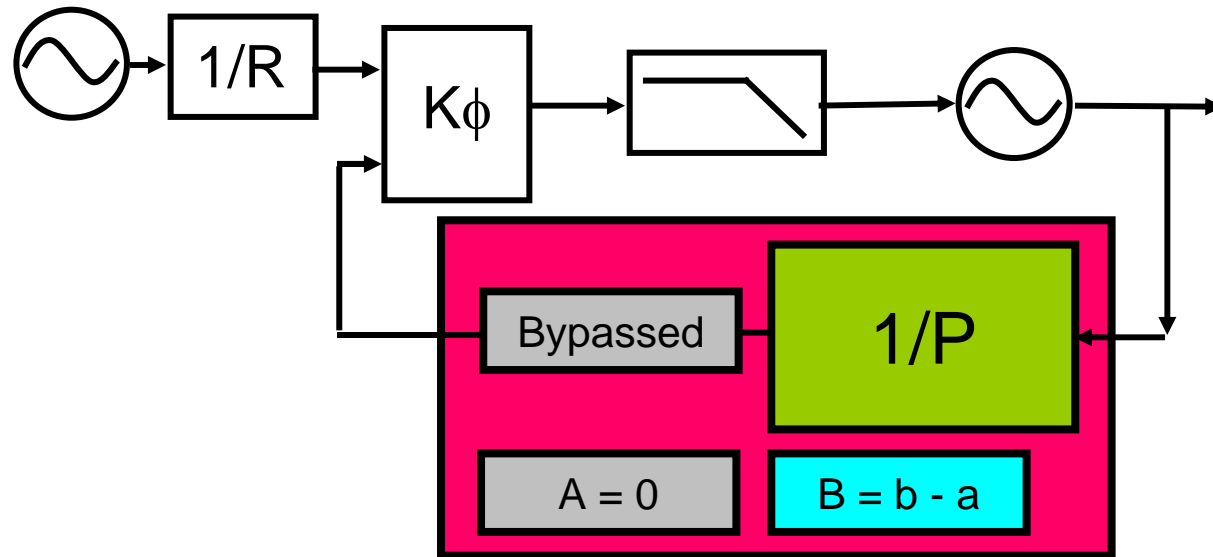 1/R
Kϕ
Bypassed
1/P
A = 0
B = b - a